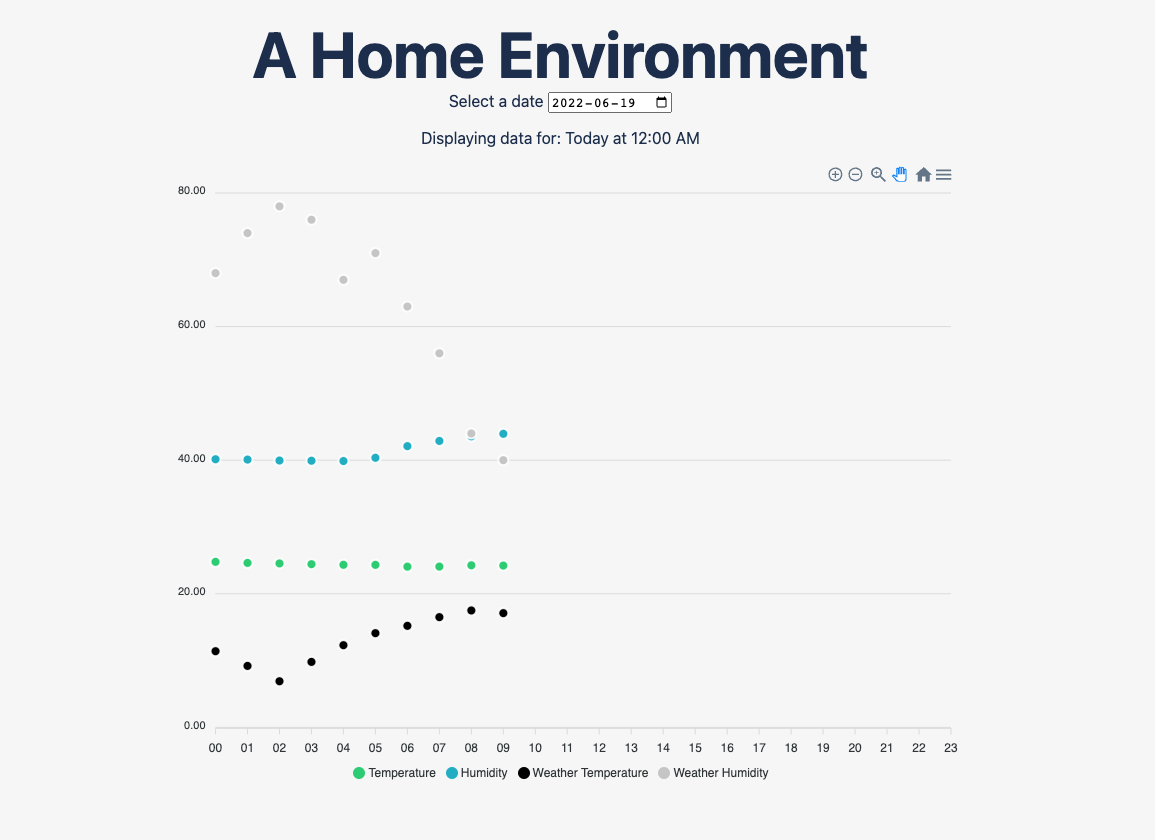 A Home Environment
Select a date 2022-06-19
Displaying data for: Today at 12:00 AM
80.00
60.00
40.00
20.00
0.00
00 01 02 03 04 05 06 07 08 09 10 11 12 13 14 15 16 17 18 19 20 21 22 23
Temperature Humidity Weather Temperature Weather Humidity